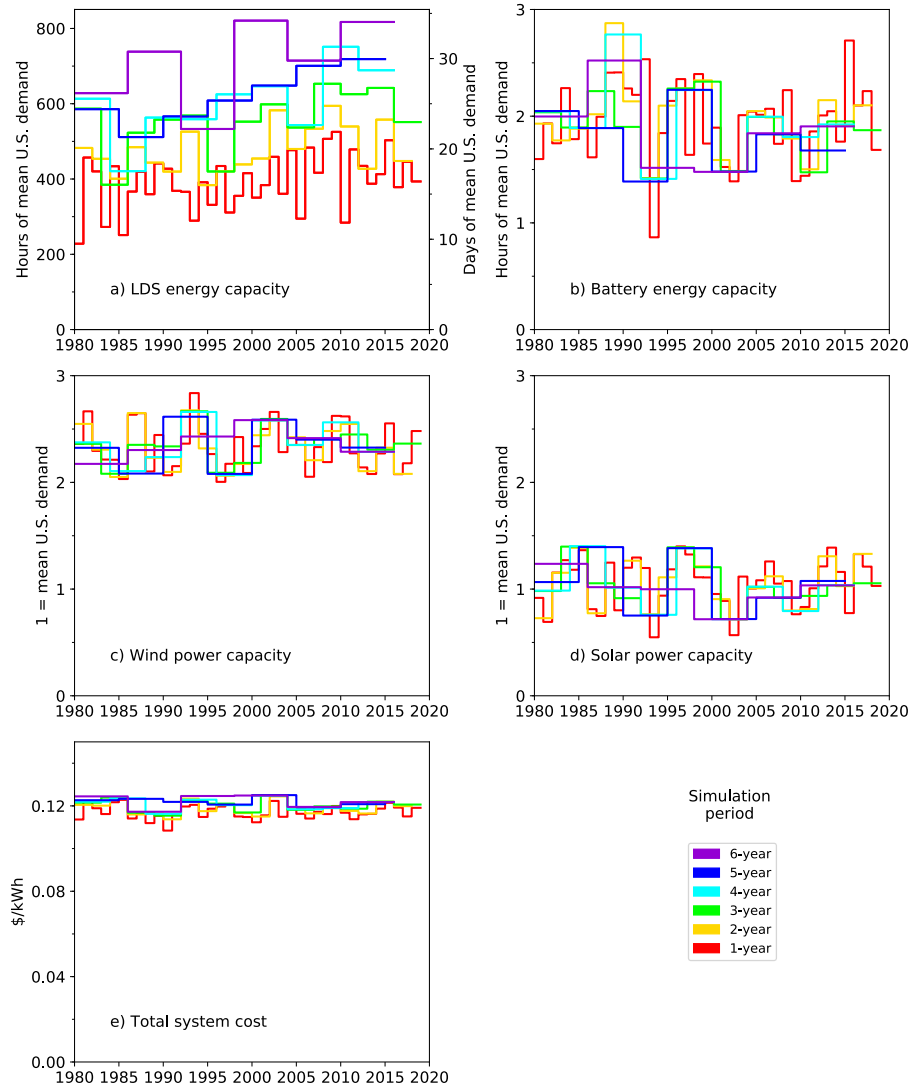 800
600
400
200
0
Hours of mean U.S. demand
30
20
10
0
Days of mean U.S. demand
a) LDS energy capacity
1980 1985 1990 1995 2000 2005 2010 2015 2020
3
2
1
0
Hours of mean U.S. demand
b) Battery energy capacity
1980 1985 1990 1995 2000 2005 2010 2015 2020
3
2
1
0
1 = mean U.S. demand
c) Wind power capacity
1980 1985 1990 1995 2000 2005 2010 2015 2020
3
2
1
0
1 = mean U.S. demand
d) Solar power capacity
1980 1985 1990 1995 2000 2005 2010 2015 2020
0.12
0.08
0.04
0.00
$/kWh
e) Total system cost
1980 1985 1990 1995 2000 2005 2010 2015 2020
Simulation
period
6-year
5-year
4-year
3-year
2-year
1-year